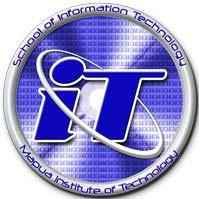 School of Information Technology
iT
Mapua Institute of Technology